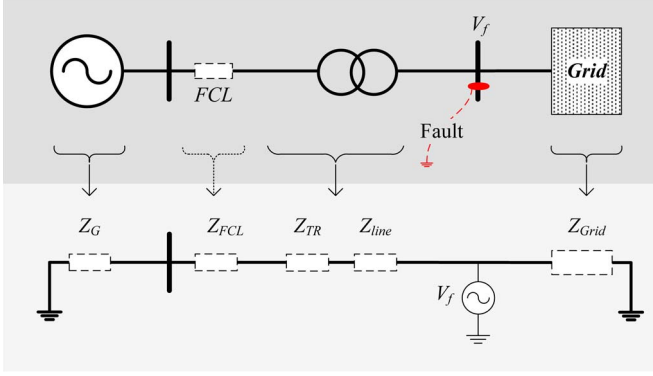 V_f
FCL
Grid
Fault
Z_G
Z_FCL
Z_TR
Z_line
Z_Grid
V_f